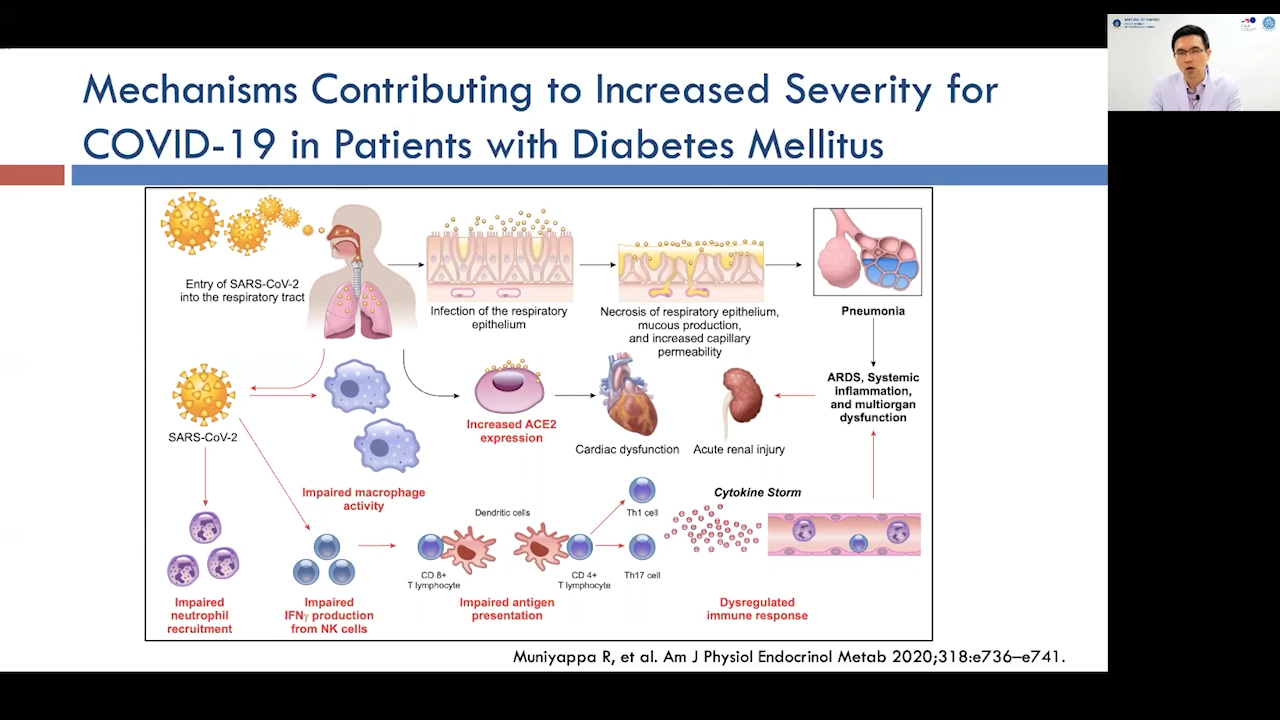 Mechanisms Contributing to Increased Severity for
COVID-19 in Patients with Diabetes Mellitus
Entry of SARS-CoV-2
into the respiratory tract
Infection of the respiratory
epithelium
Necrosis of respiratory epithelium,
mucous production,
and increased capillary
permeability
Pneumonia
SARS-CoV-2
Increased ACE2
expression
Cardiac dysfunction
Acute renal injury
ARDS, Systemic
inflammation,
and multiorgan
dysfunction
Impaired macrophage
activity
Dendritic cells
Th1 cell
Cytokine Storm
CD 8+
T lymphocyte
CD 4+
T lymphocyte
Th17 cell
Impaired
neutrophil
recruitment
Impaired
IFNγ production
from NK cells
Impaired antigen
presentation
Dysregulated
immune response
Muniyappa R, et al. Am J Physiol Endocrinol Metab 2020;318:e736–e741.